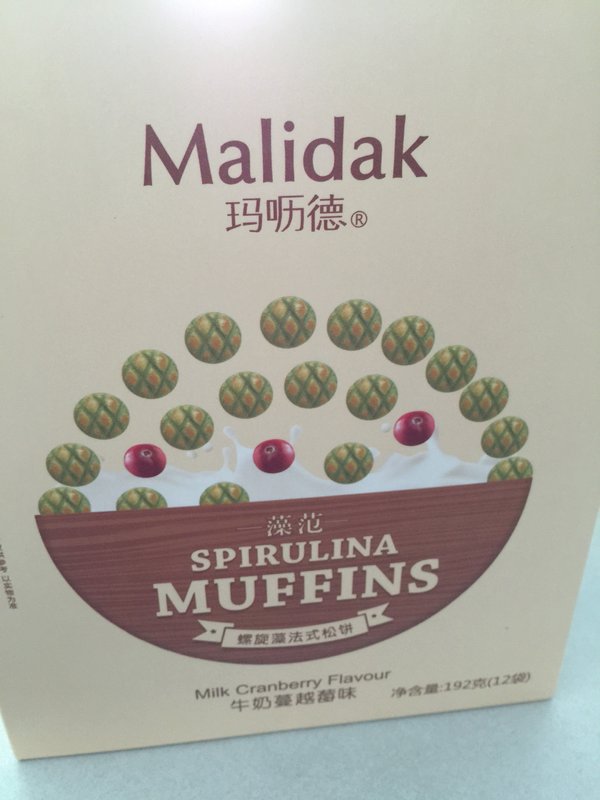 Malidak
玛呖德®
藻范
SPIRULINA
MUFFINS
螺旋藻法式松饼
Milk Cranberry Flavour
牛奶蔓越莓味
净含量:192克(12袋)